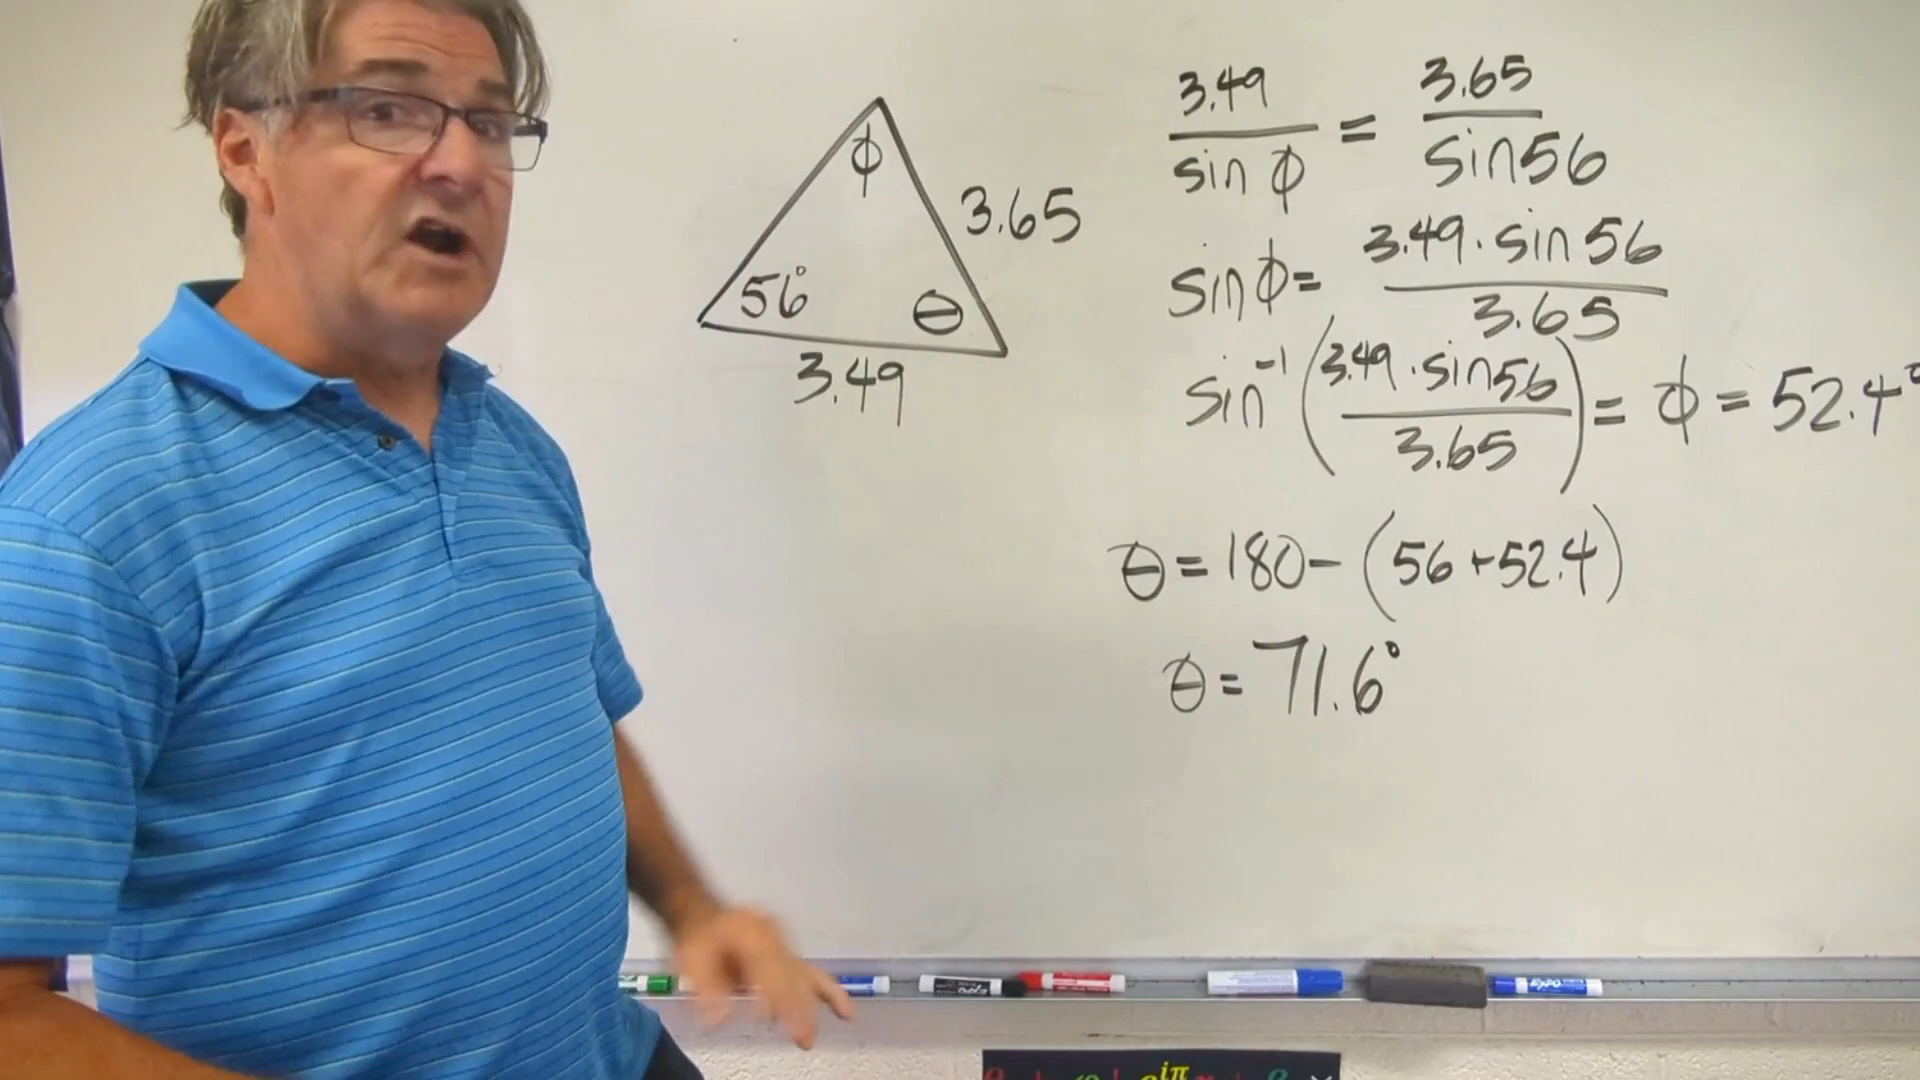 ϕ
3.65
56°
θ
3.49
3.49 / sin ϕ = 3.65 / sin56
sin ϕ = 3.49 · sin 56 / 3.65
sin⁻¹ (3.49 · sin56 / 3.65) = ϕ = 52.4°
θ = 180 - (56 + 52.4)
θ = 71.6°
EXPO